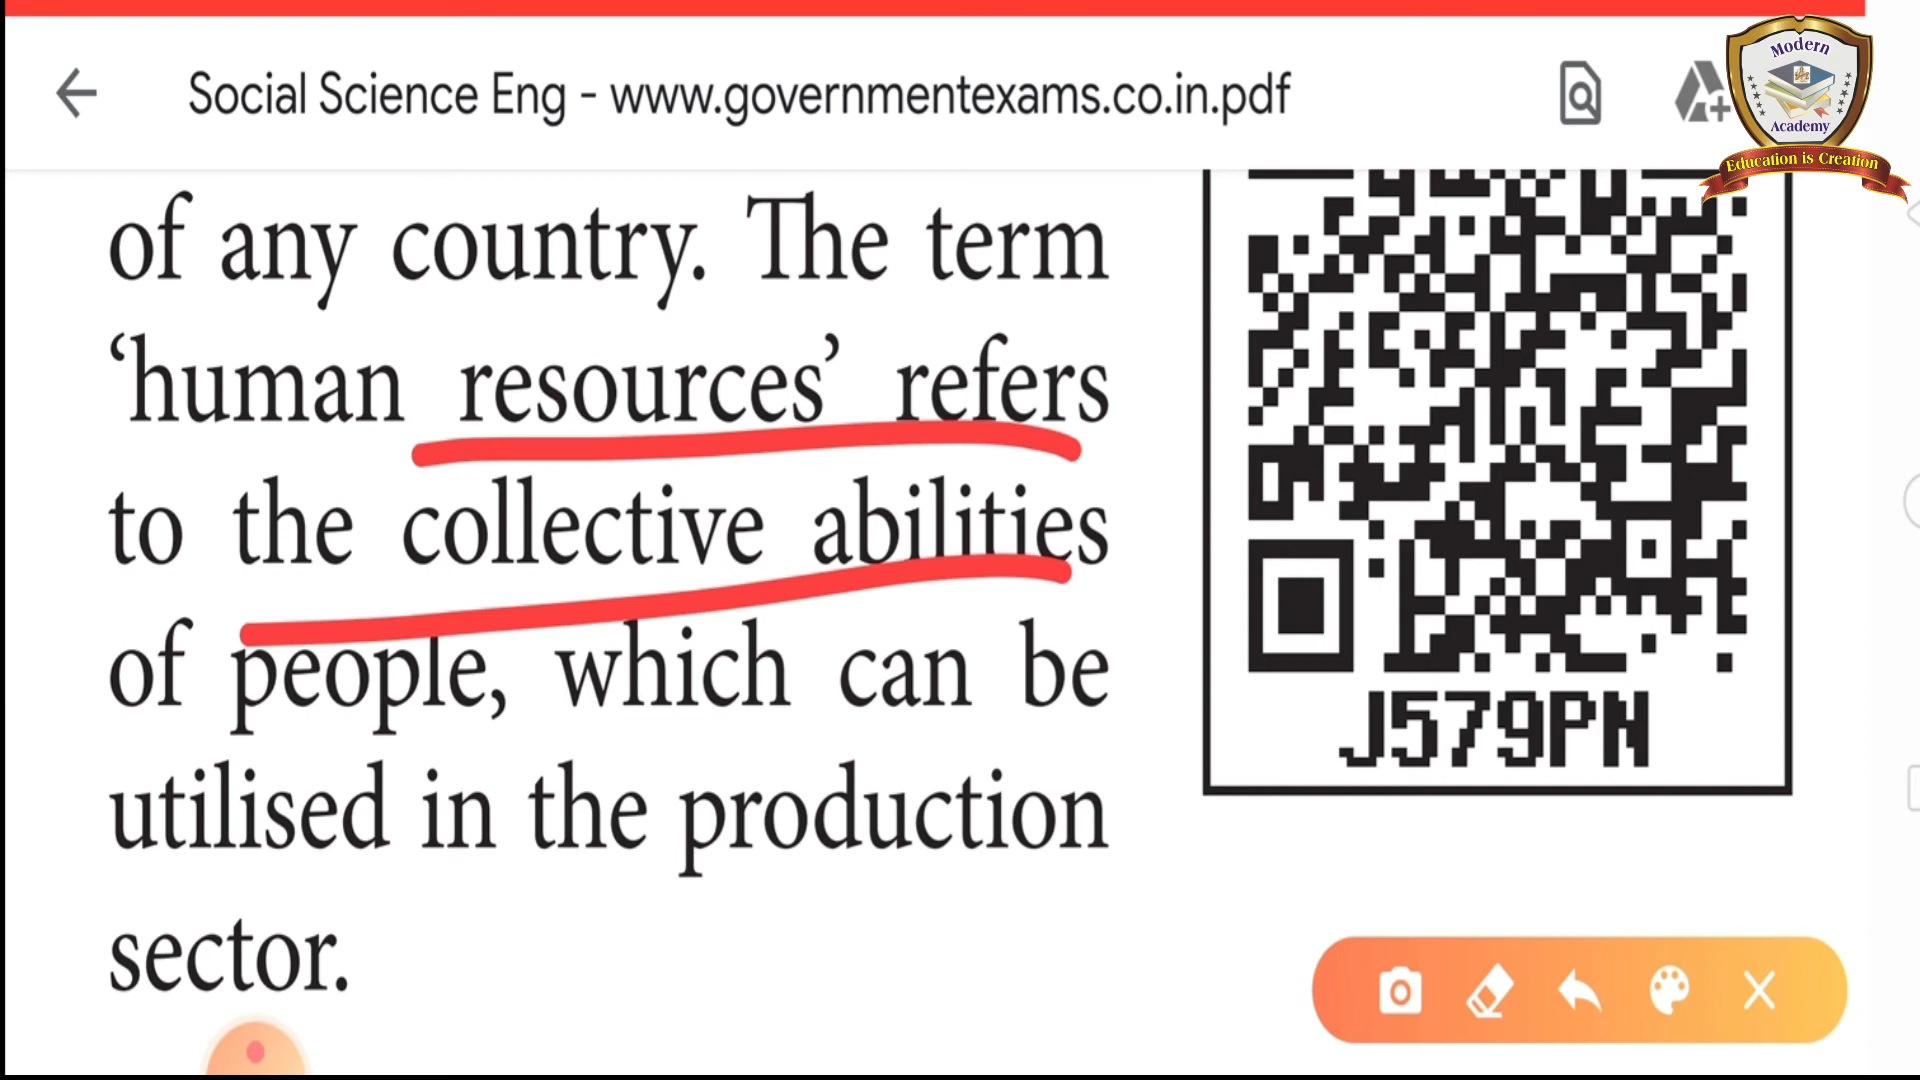 Social Science Eng - www.governmentexams.co.in.pdf
Modern
Academy
Education is Creation
of any country. The term
‘human resources’ refers
to the collective abilities
of people, which can be
utilised in the production
sector.
J579PN